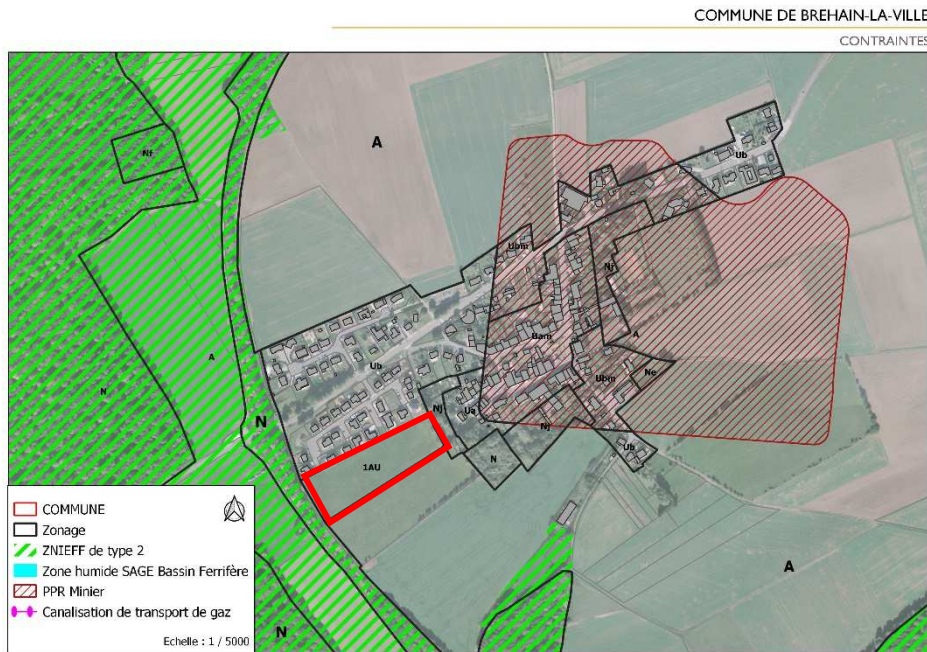 COMMUNE DE BREHAIN-LA-VILLE
CONTRAINTES
A
Ub
Nf
Ubm
Nj
A
Uam
A
Ub
N
Ubm
Ne
Nj
Ua
N
Nj
Ub
N
1AU
A
N
COMMUNE
Zonage
ZNIEFF de type 2
Zone humide SAGE Bassin Ferrifère
PPR Minier
Canalisation de transport de gaz
Echelle : 1 / 5000